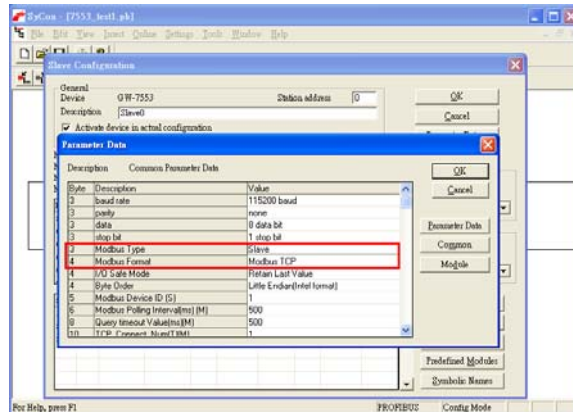 SyCon - [7553_test1.pb]
File Edit View Insert Online Settings Tools Window Help
Slave Configuration
General
Device GW-7553 Station address 0
Description Slave0
Activate device in actual configuration
OK
Cancel
Parameter Data
Description Common Parameter Data
Byte Description Value
3 baud rate 115200 baud
3 parity none
3 data 8 data bit
3 stop bit 1 stop bit
3 Modbus Type Slave
4 Modbus Format Modbus TCP
4 I/O Safe Mode Retain Last Value
4 Byte Order Little Endian(Intel format)
5 Modbus Device ID (S) 1
6 Modbus Polling Interval(ms) (M) 500
8 Query timeout Value(ms)(M) 500
10 TCP_Connect_Num(T)(M) 1
OK
Cancel
Parameter Data
Common
Module
Predefined Modules
Symbolic Names
For Help, press F1 PROFIBUS Config Mode